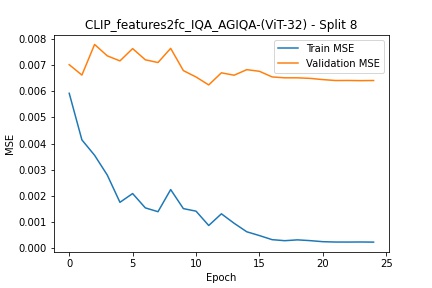 CLIP_features2fc_IQA_AGIQA-(ViT-32) - Split 8
Train MSE
Validation MSE
0.008
0.007
0.006
0.005
0.004
0.003
0.002
0.001
0.000
MSE
0 5 10 15 20 25
Epoch